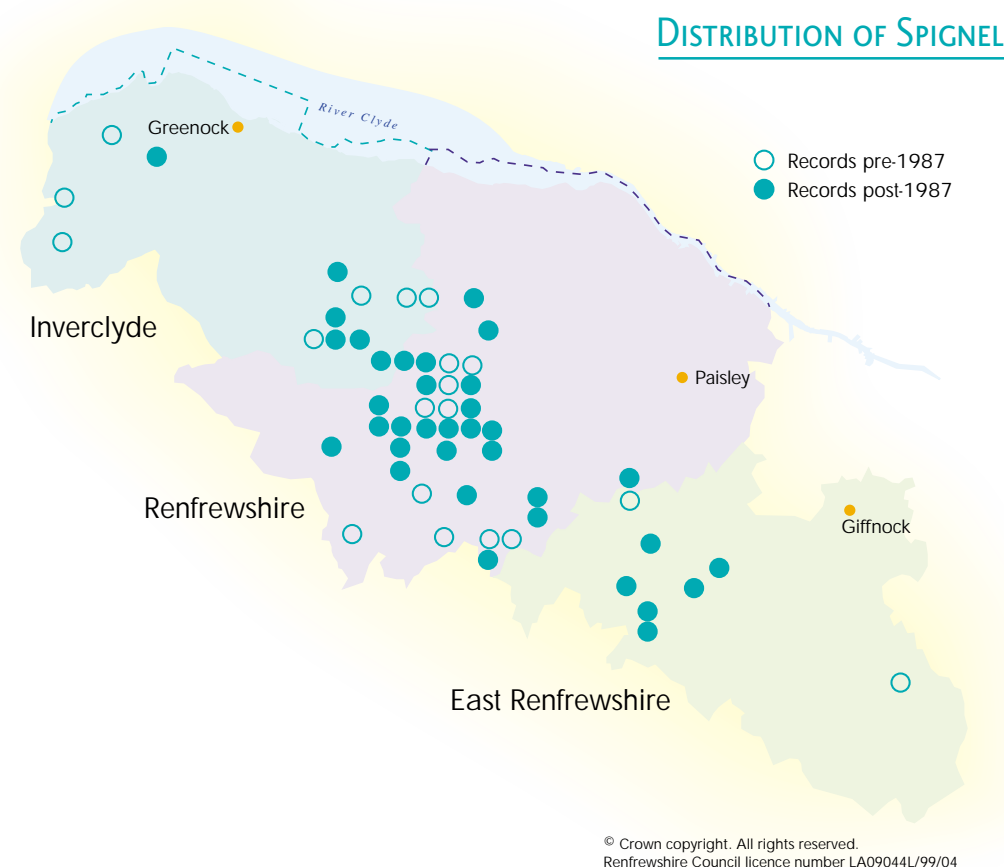 DISTRIBUTION OF SPIGNEL
River Clyde
Greenock
Records pre-1987
Records post-1987
Inverclyde
Paisley
Renfrewshire
Giffnock
East Renfrewshire
© Crown copyright. All rights reserved.
Renfrewshire Council licence number LA09044L/99/04